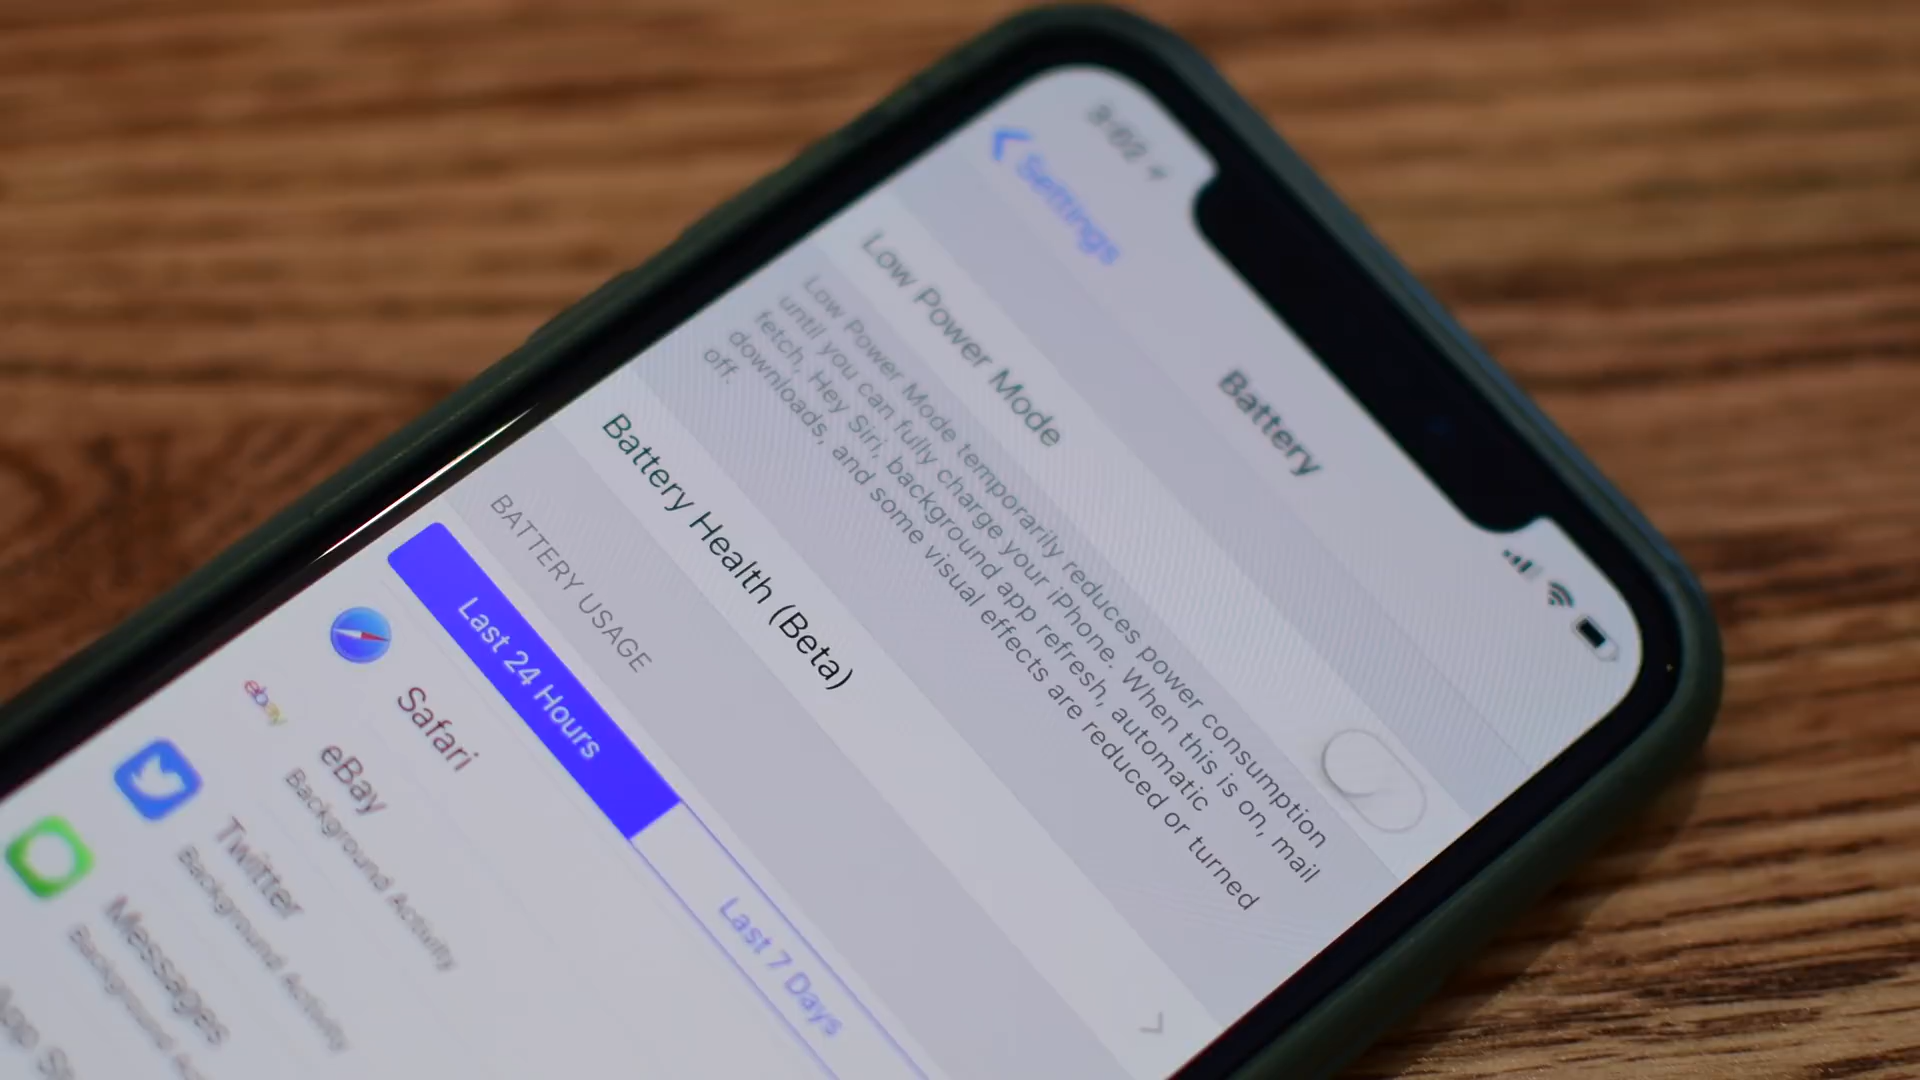 Settings
Battery
Low Power Mode
Low Power Mode temporarily reduces power consumption
until you can fully charge your iPhone. When this is on, mail
fetch, Hey Siri, background app refresh, automatic
downloads, and some visual effects are reduced or turned
off.
Battery Health (Beta)
BATTERY USAGE
Last 24 Hours
Last 7 Days
Safari
ebay
eBay
Background Activity
Twitter
Background Activity
Messages
Background
App